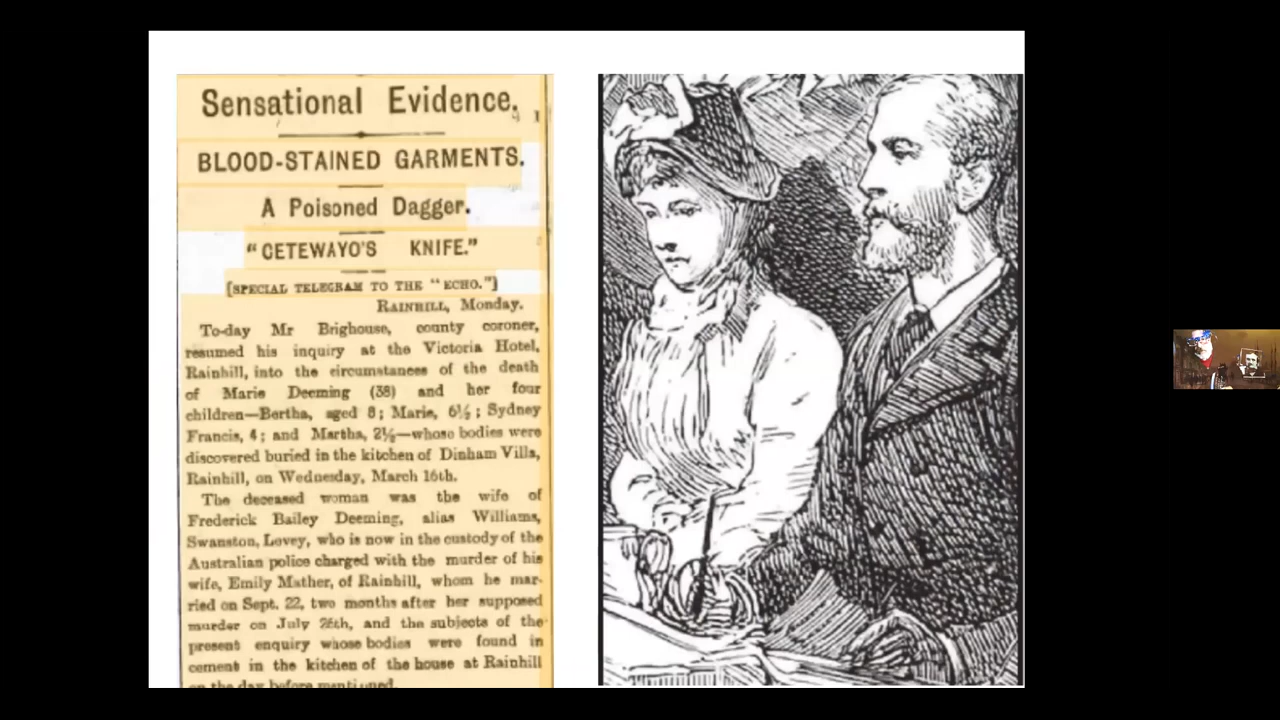 Sensational Evidence.
BLOOD-STAINED GARMENTS.
A Poisoned Dagger.
"CETEWAYO'S KNIFE."
[SPECIAL TELEGRAM TO THE "ECHO."]
RAINHILL, Monday.
To-day Mr Brighouse, county coroner,
resumed his inquiry at the Victoria Hotel,
Rainhill, into the circumstances of the death
of Marie Deeming (38) and her four
children—Bertha, aged 8; Marie, 6½; Sydney
Francis, 4; and Martha, 2½—whose bodies were
discovered buried in the kitchen of Dinham Villa,
Rainhill, on Wednesday, March 16th.
The deceased woman was the wife of
Frederick Bailey Deeming, alias Williams,
Swanston, Levey, who is now in the custody of the
Australian police charged with the murder of his
wife, Emily Mather, of Rainhill, whom he mar-
ried on Sept. 22, two months after her supposed
murder on July 26th, and the subjects of the
present enquiry whose bodies were found in
cement in the kitchen of the house at Rainhill
on the day before mentioned.